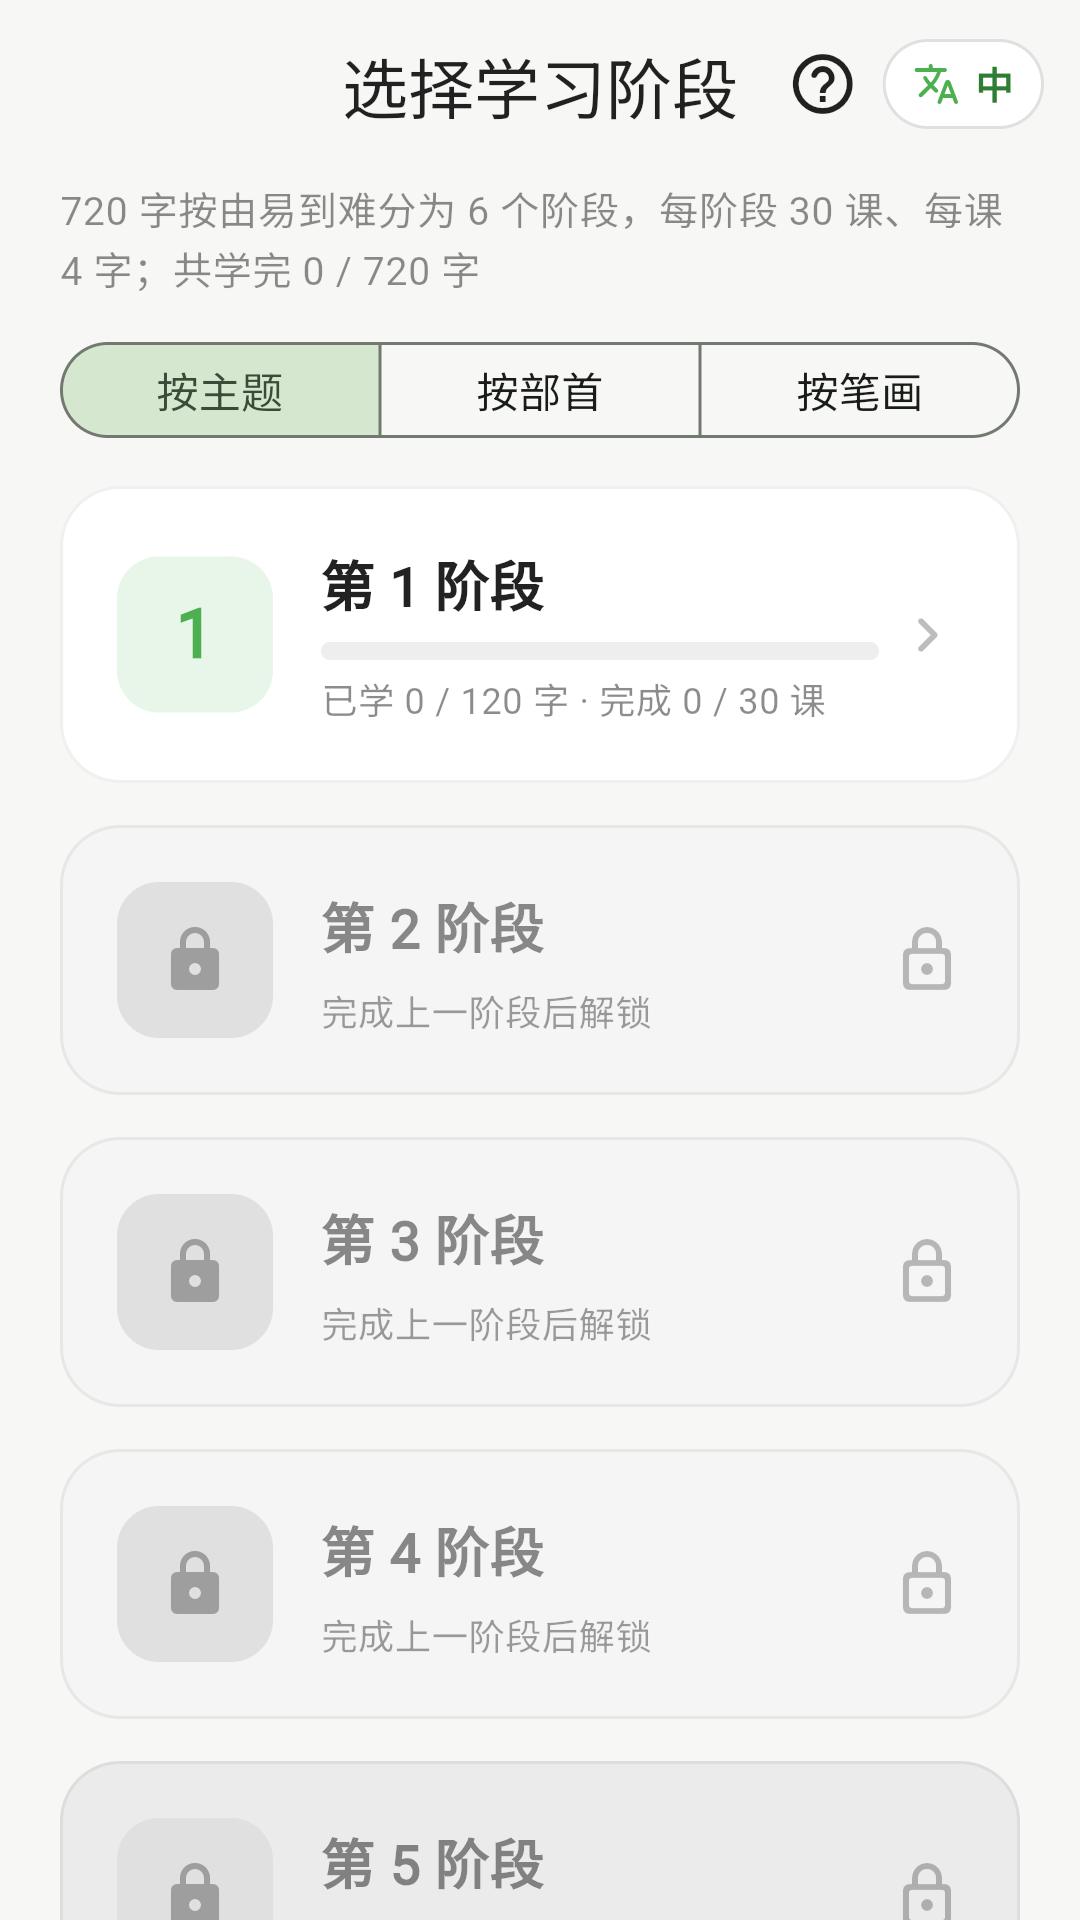 选择学习阶段
中
720 字按由易到难分为 6 个阶段，每阶段 30 课、每课
4 字；共学完 0 / 720 字
按主题
按部首
按笔画
1
第 1 阶段
已学 0 / 120 字 · 完成 0 / 30 课
第 2 阶段
完成上一阶段后解锁
第 3 阶段
完成上一阶段后解锁
第 4 阶段
完成上一阶段后解锁
第 5 阶段